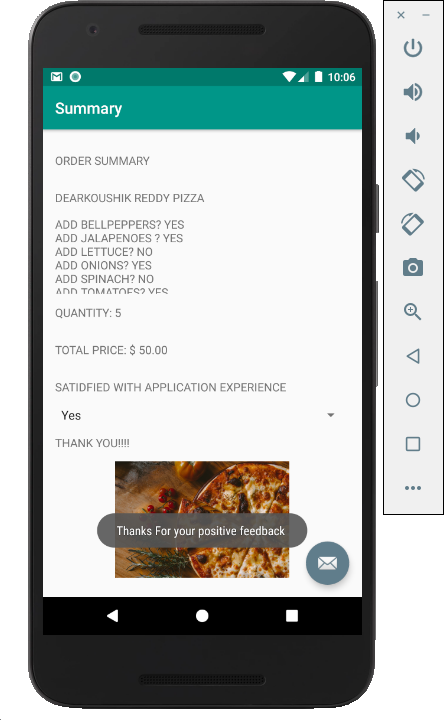 10:06
Summary
ORDER SUMMARY
DEARKOUSHIK REDDY PIZZA
ADD BELLPEPPERS? YES
ADD JALAPENOES ? YES
ADD LETTUCE? NO
ADD ONIONS? YES
ADD SPINACH? NO
ADD TOMATOES? YES
QUANTITY: 5
TOTAL PRICE: $ 50.00
SATIDFIED WITH APPLICATION EXPERIENCE
Yes
THANK YOU!!!!
Thanks For your positive feedback